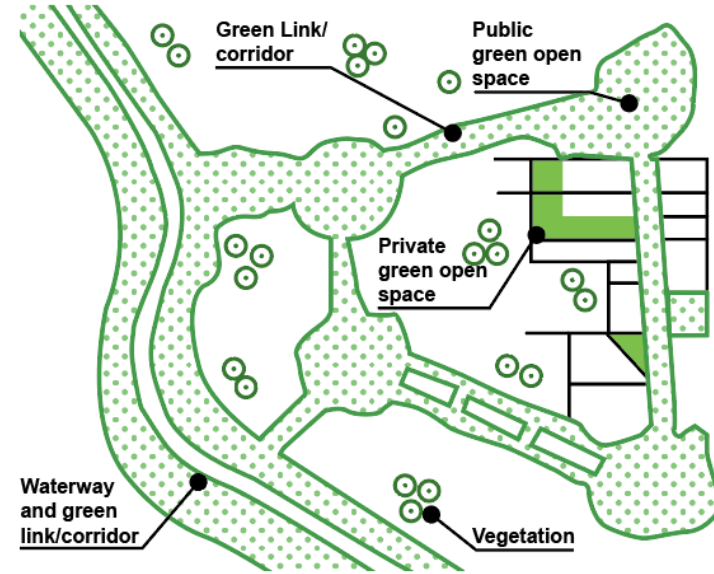 Green Link/
corridor
Public
green open
space
Private
green open
space
Waterway
and green
link/corridor
Vegetation